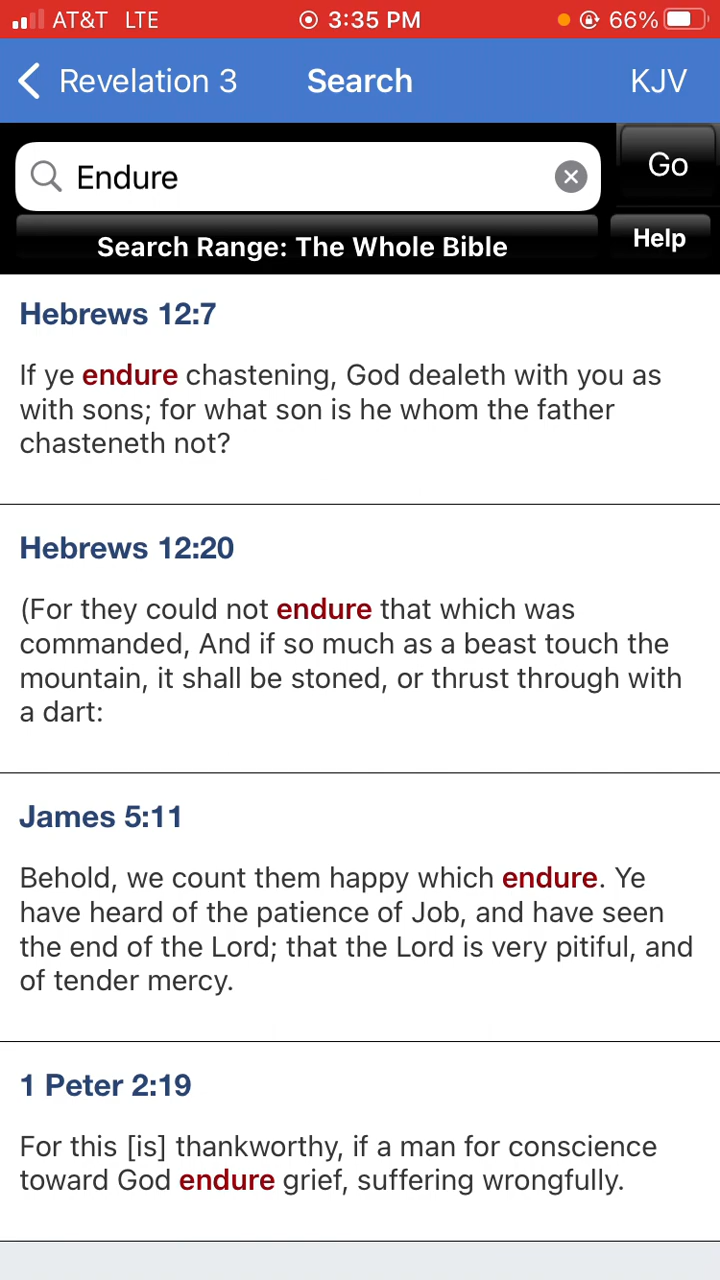 AT&T LTE 3:35 PM 66%
Revelation 3 Search KJV
Endure Go
Search Range: The Whole Bible Help
Hebrews 12:7
If ye endure chastening, God dealeth with you as
with sons; for what son is he whom the father
chasteneth not?
Hebrews 12:20
(For they could not endure that which was
commanded, And if so much as a beast touch the
mountain, it shall be stoned, or thrust through with
a dart:
James 5:11
Behold, we count them happy which endure. Ye
have heard of the patience of Job, and have seen
the end of the Lord; that the Lord is very pitiful, and
of tender mercy.
1 Peter 2:19
For this [is] thankworthy, if a man for conscience
toward God endure grief, suffering wrongfully.